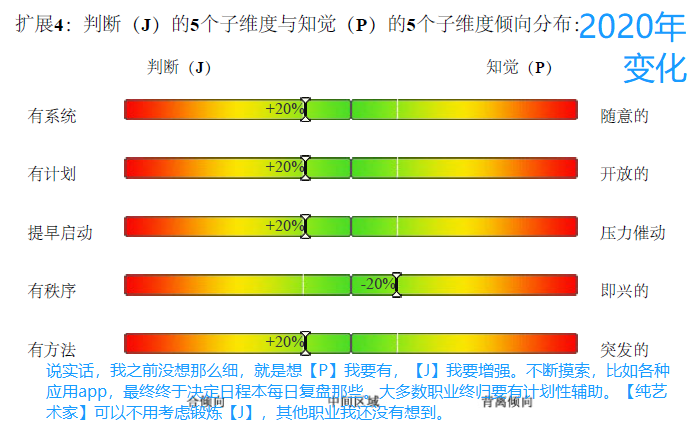 扩展4：判断（J）的5个子维度与知觉（P）的5个子维度倾向分布:
2020年
变化
判断（J） 知觉（P）
有系统 +20% 随意的
有计划 +20% 开放的
提早启动 +20% 压力催动
有秩序 -20% 即兴的
有方法 +20% 突发的
说实话，我之前没想那么细，就是想【P】我要有，【J】我要增强。不断摸索，比如各种
应用app，最终终于决定日程本每日复盘那些。大多数职业终归要有计划性辅助。【纯艺
术家】可以不用考虑锻炼【J】，其他职业我还没有想到。
合倾向 中间区域 背离倾向